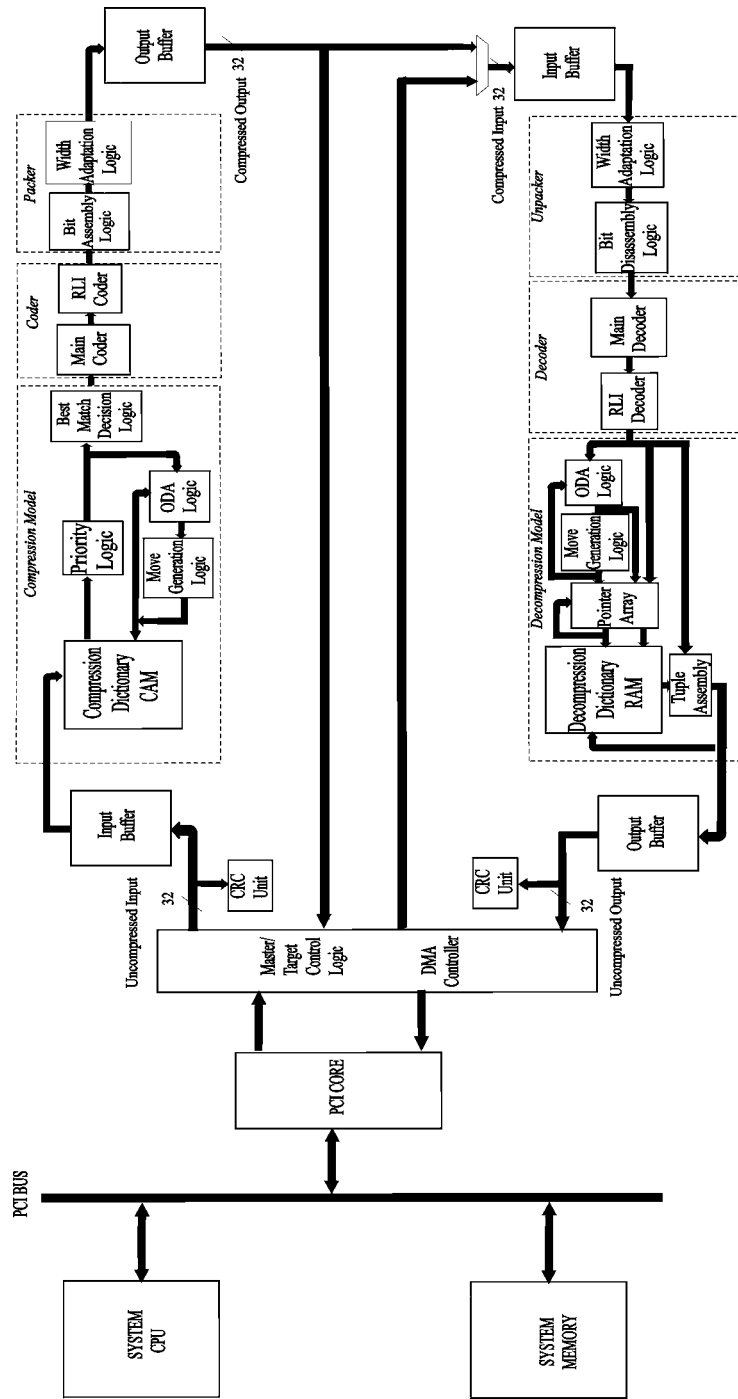 PCI BUS
SYSTEM
CPU
SYSTEM
MEMORY
PCI CORE
Master/
Target
Control
Logic
DMA
Controller
Uncompressed Input
32
CRC
Unit
Input
Buffer
Compression Model
Compression
Dictionary
CAM
Priority
Logic
Move
Generation
Logic
ODA
Logic
Best
Match
Decision
Logic
Coder
Main
Coder
RLI
Coder
Packer
Bit
Assembly
Logic
Width
Adaptation
Logic
Output
Buffer
32
Compressed Output
Compressed Input
32
Input
Buffer
Unpacker
Width
Adaptation
Logic
Bit
Disassembly
Logic
Decoder
Main
Decoder
RLI
Decoder
Decompression Model
ODA
Logic
Move
Generation
Logic
Pointer
Array
Decompression
Dictionary
RAM
Tuple
Assembly
Output
Buffer
CRC
Unit
32
Uncompressed Output